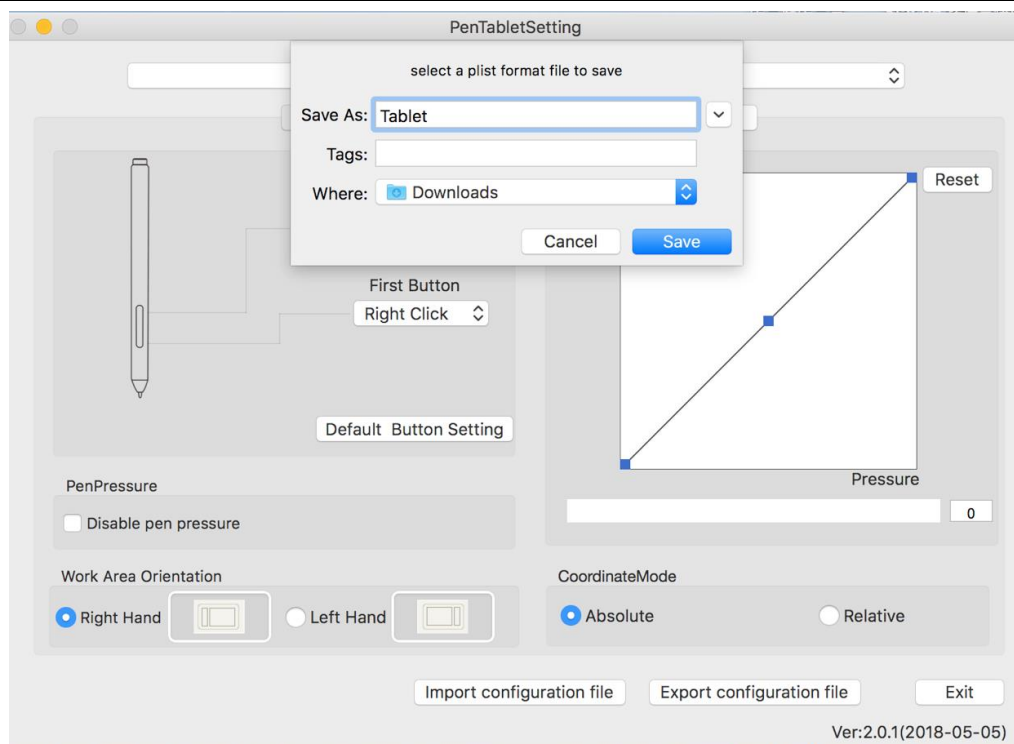 PenTabletSetting
select a plist format file to save
Save As: Tablet
Tags:
Where: Downloads
Cancel Save
Reset
First Button
Right Click
Default Button Setting
Pressure
0
PenPressure
Disable pen pressure
Work Area Orientation
Right Hand Left Hand
CoordinateMode
Absolute Relative
Import configuration file Export configuration file Exit
Ver:2.0.1(2018-05-05)